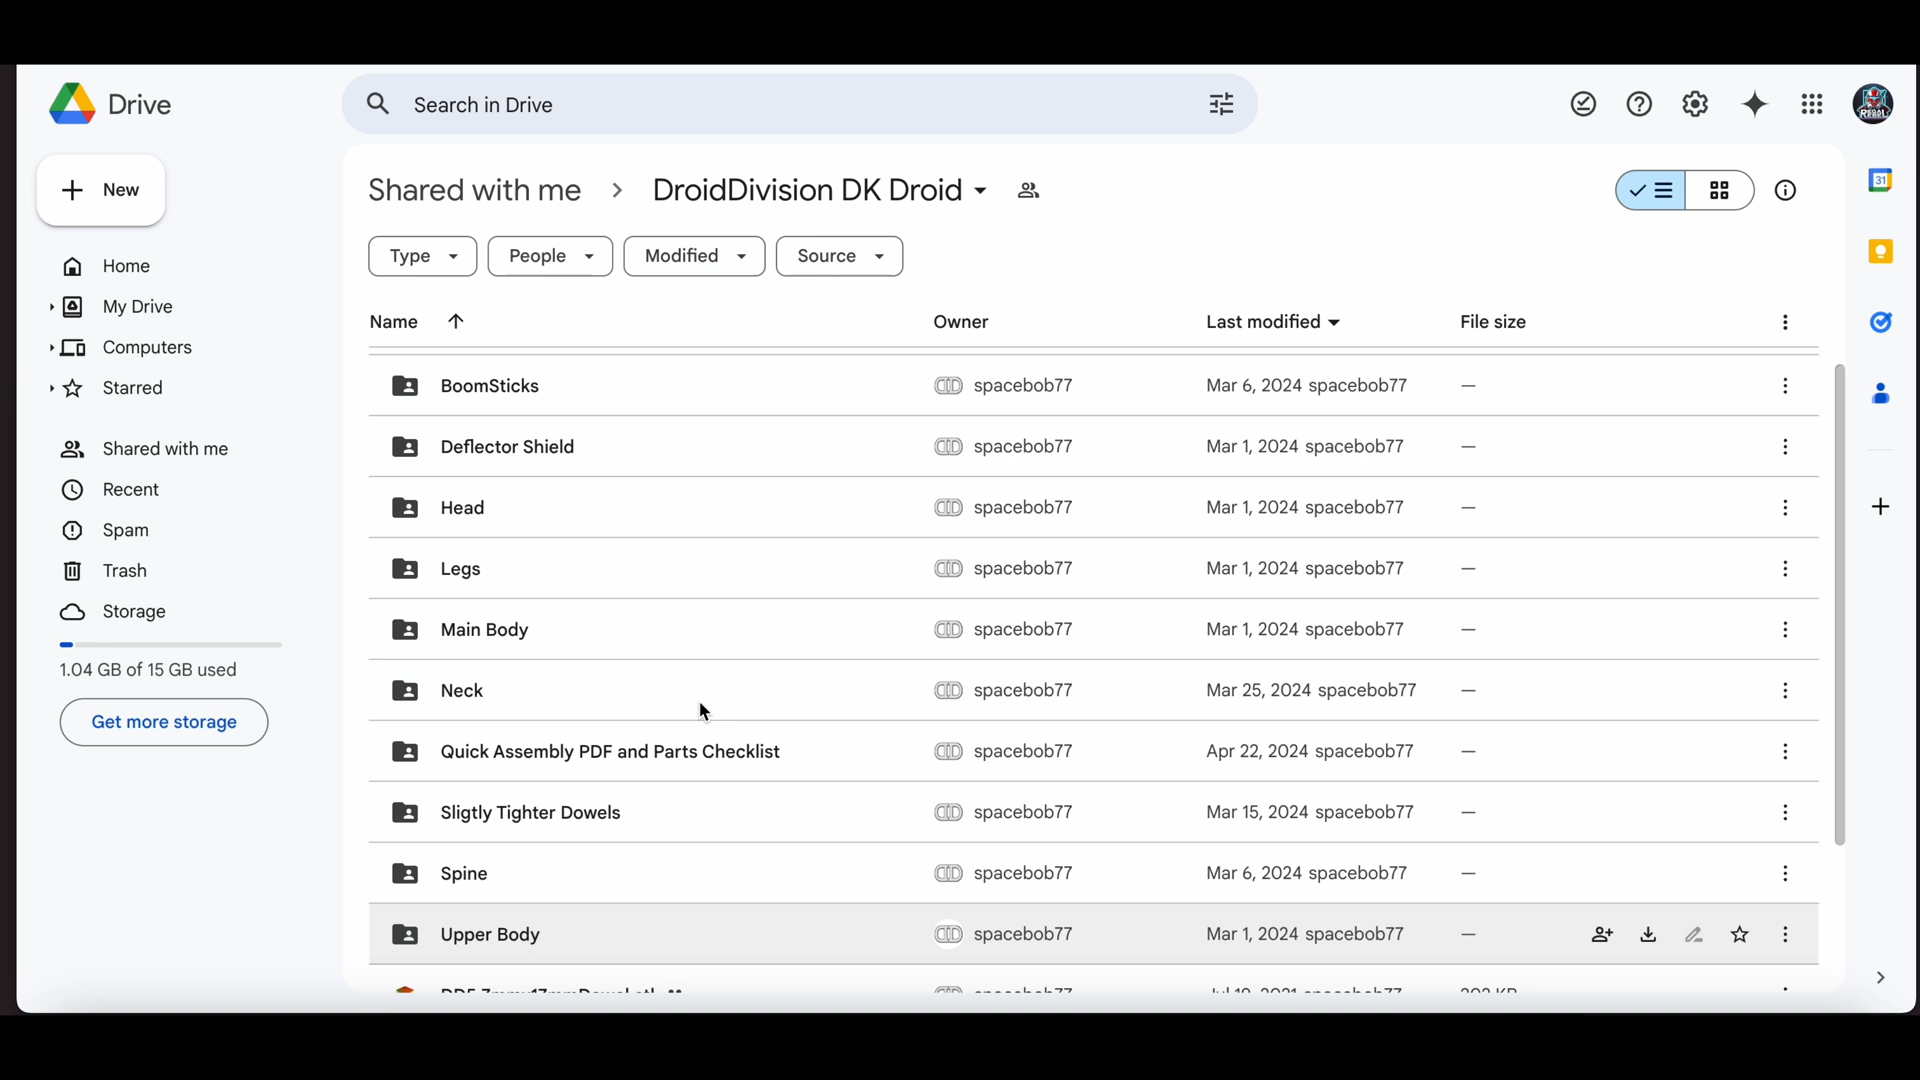 Drive
Search in Drive
New
Shared with me > DroidDivision DK Droid
31
Type People Modified Source
Home
My Drive
Computers
Starred
Shared with me
Recent
Spam
Trash
Storage
1.04 GB of 15 GB used
Get more storage
Name Owner Last modified File size
BoomSticks spacebob77 Mar 6, 2024 spacebob77 —
Deflector Shield spacebob77 Mar 1, 2024 spacebob77 —
Head spacebob77 Mar 1, 2024 spacebob77 —
Legs spacebob77 Mar 1, 2024 spacebob77 —
Main Body spacebob77 Mar 1, 2024 spacebob77 —
Neck spacebob77 Mar 25, 2024 spacebob77 —
Quick Assembly PDF and Parts Checklist spacebob77 Apr 22, 2024 spacebob77 —
Sligtly Tighter Dowels spacebob77 Mar 15, 2024 spacebob77 —
Spine spacebob77 Mar 6, 2024 spacebob77 —
Upper Body spacebob77 Mar 1, 2024 spacebob77 —
spacebob77 spacebob77